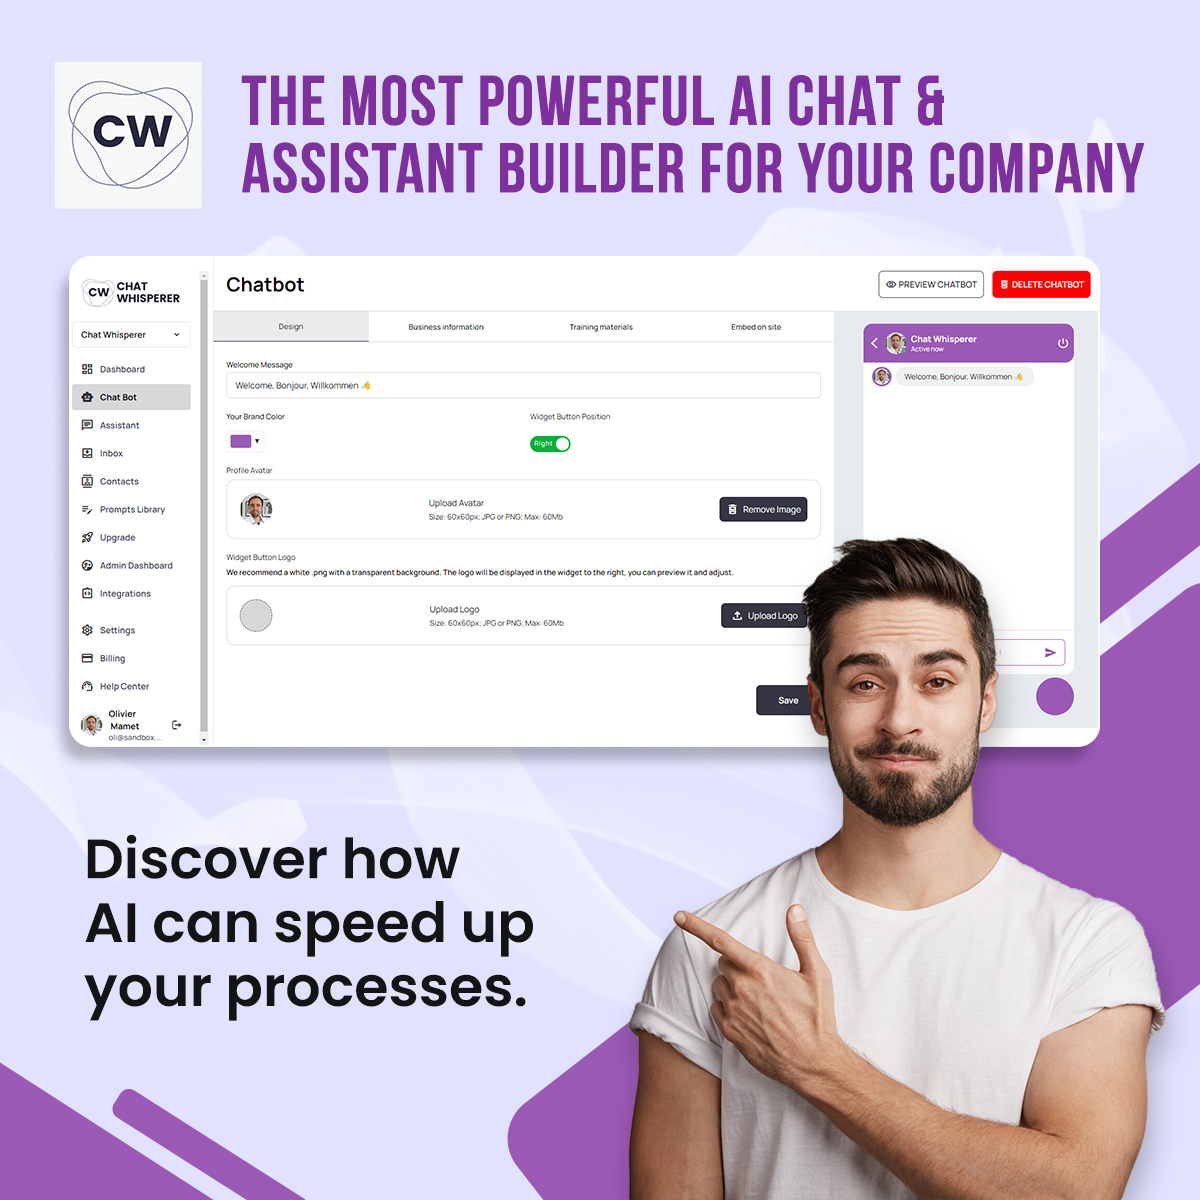 CW
THE MOST POWERFUL AI CHAT &
ASSISTANT BUILDER FOR YOUR COMPANY
CW CHAT
WHISPERER
Chat Whisperer
Dashboard
Chat Bot
Assistant
Inbox
Contacts
Prompts Library
Upgrade
Admin Dashboard
Integrations
Settings
Billing
Help Center
Olivier
Mamet
oli@sandbox....
Chatbot
PREVIEW CHATBOT
DELETE CHATBOT
Design
Business information
Training materials
Embed on site
Welcome Message
Welcome, Bonjour, Willkommen 👋
Your Brand Color
Widget Button Position
Right
Profile Avatar
Upload Avatar
Size: 60x60px; JPG or PNG; Max: 60Mb
Remove Image
Widget Button Logo
We recommend a white .png with a transparent background. The logo will be displayed in the widget to the right, you can preview it and adjust.
Upload Logo
Size: 60x60px; JPG or PNG; Max: 60Mb
Upload Logo
Save
Chat Whisperer
Active now
Welcome, Bonjour, Willkommen 👋
Discover how
AI can speed up
your processes.